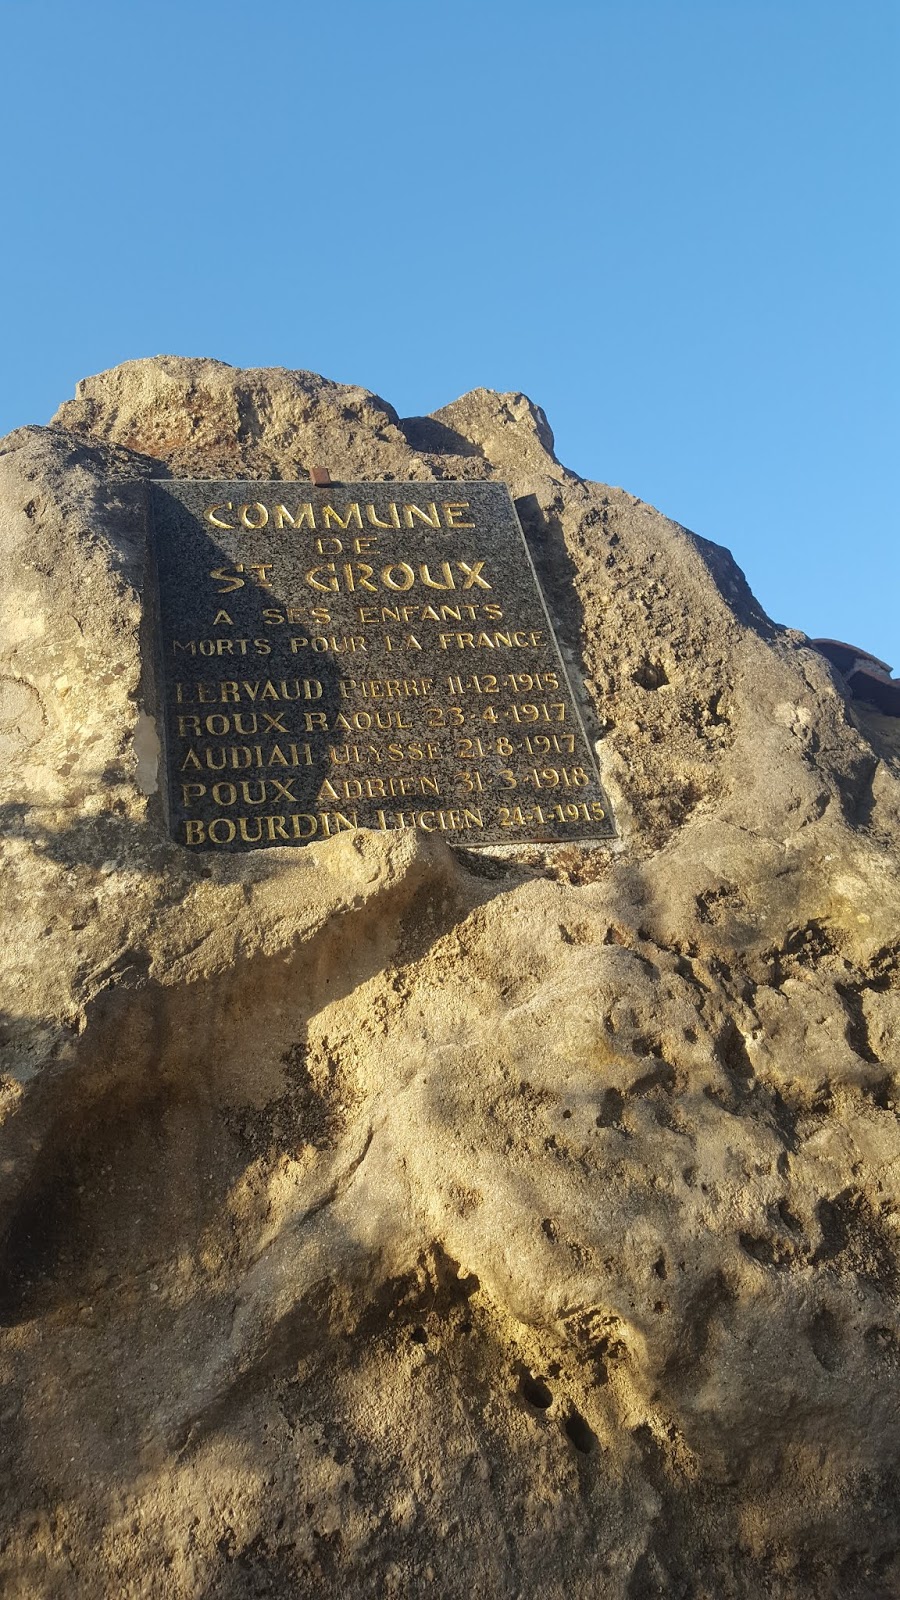 COMMUNE
DE
ST GROUX
A SES ENFANTS
MORTS POUR LA FRANCE
LERVAUD PIERRE 11-12-1915
ROUX RAOUL 23-4-1917
AUDIAH ULYSSE 21-8-1917
POUX ADRIEN 31-3-1918
BOURDIN LUCIEN 24-1-1915